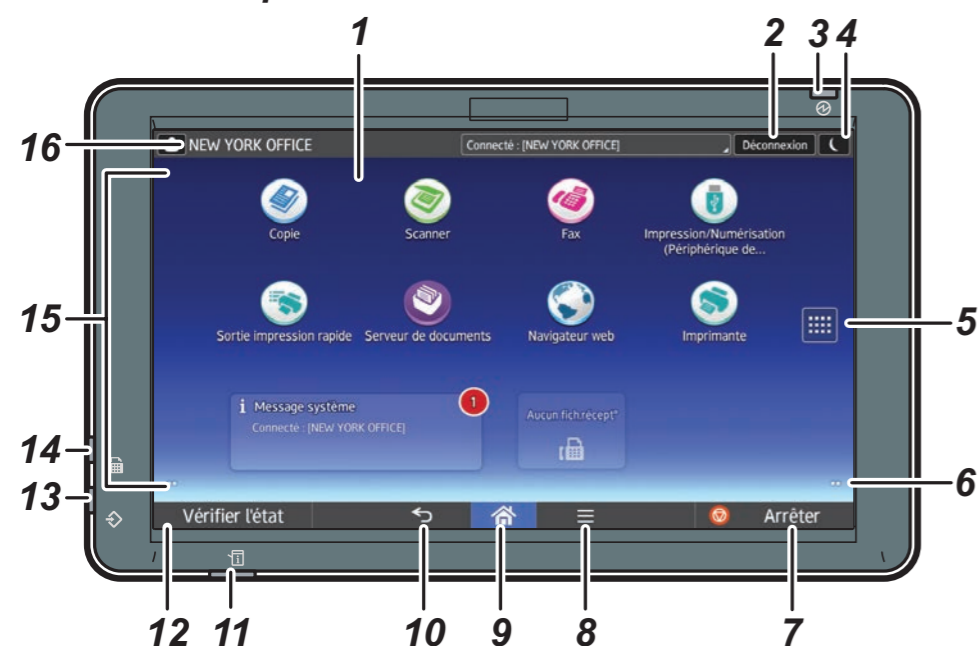 1 2 3 4
16 NEW YORK OFFICE Connecté : [NEW YORK OFFICE] Déconnexion
Copie Scanner Fax Impression/Numérisation
(Périphérique de...
15 5
Sortie impression rapide Serveur de documents Navigateur web Imprimante
i Message système 1 Aucun fich.récept°
Connecté : [NEW YORK OFFICE]
14
13 6
Vérifier l'état Arrêter
12 11 10 9 8 7